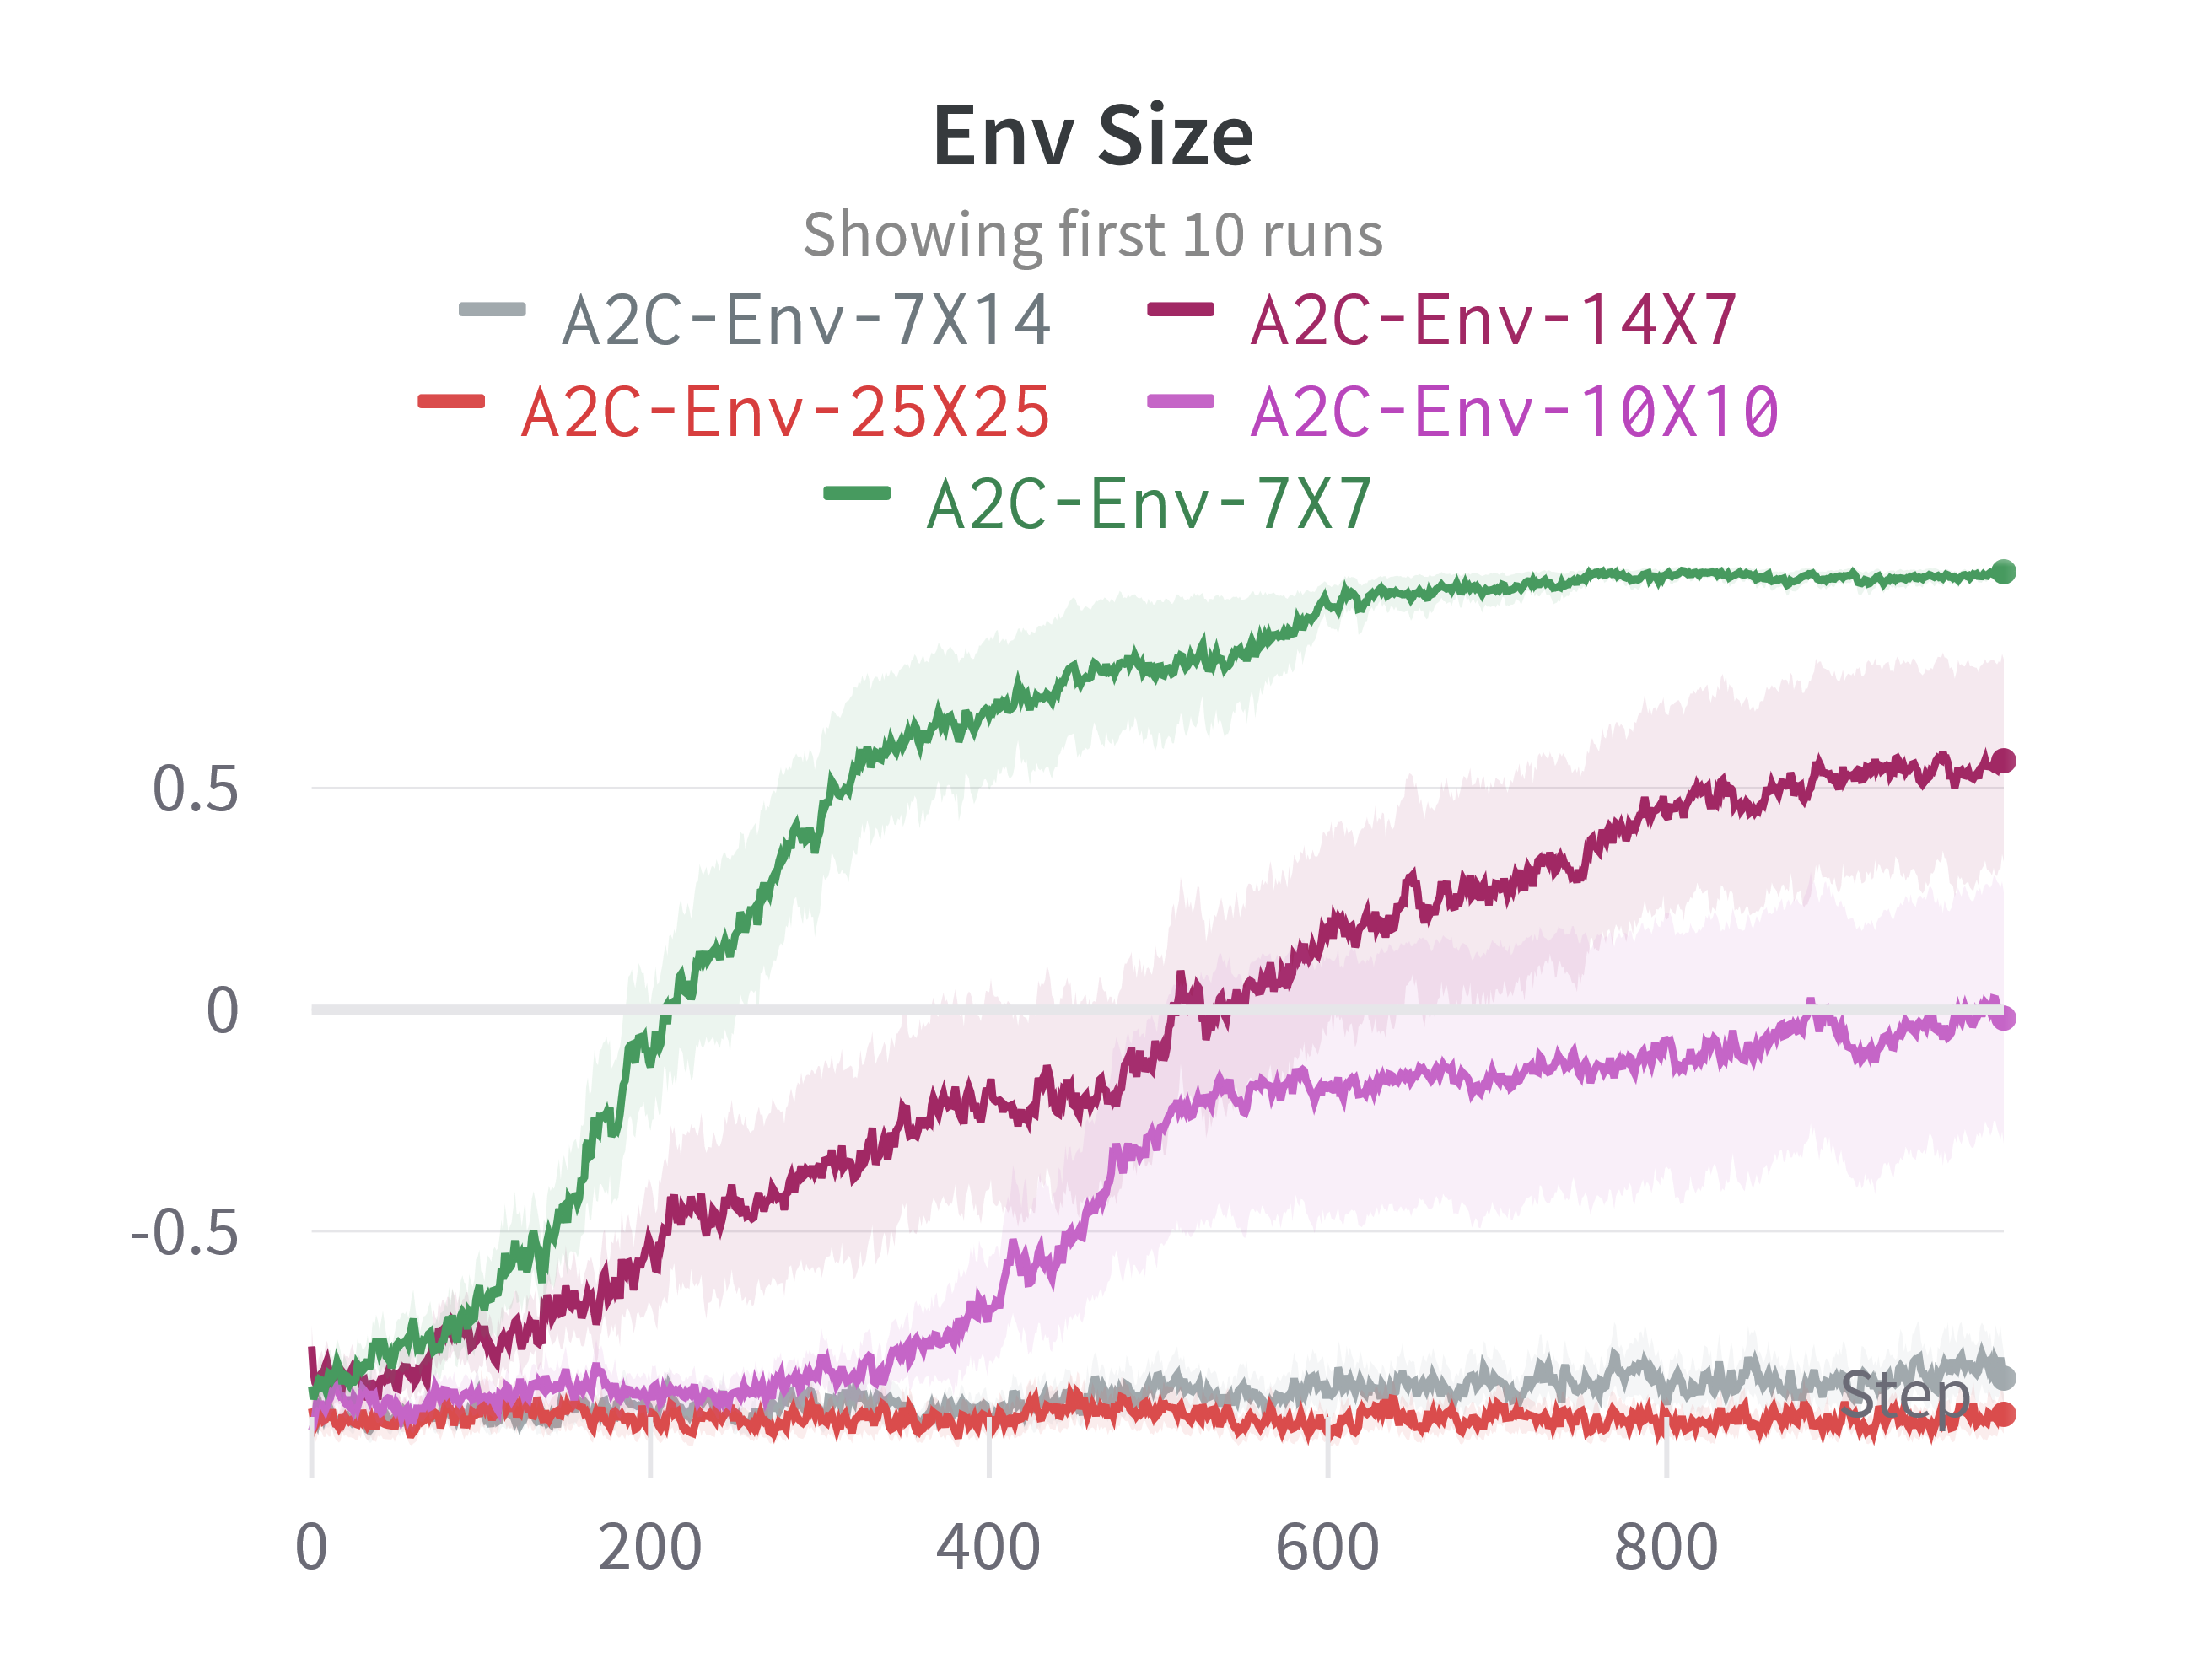 Env Size
Showing first 10 runs
A2C-Env-7X14 A2C-Env-14X7
A2C-Env-25X25 A2C-Env-10X10
A2C-Env-7X7
0.5
0
-0.5
Step
0 200 400 600 800